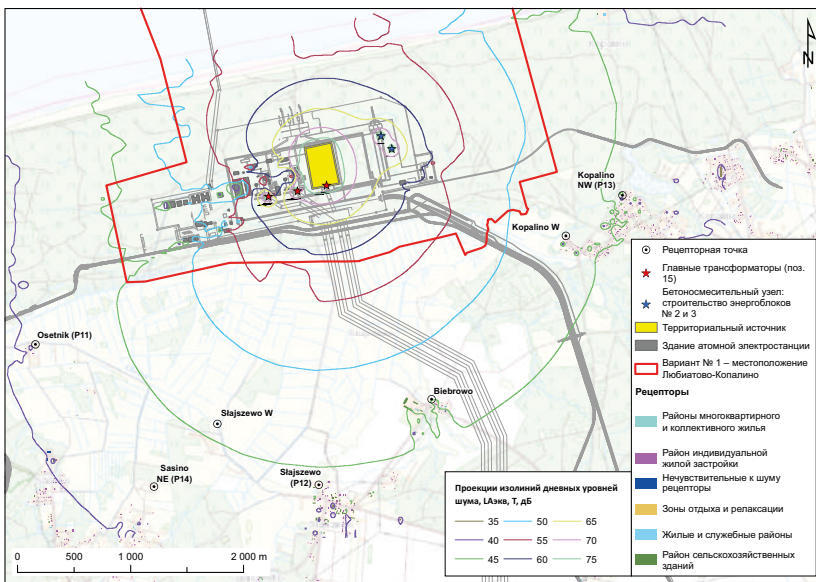 N
Kopalino
NW (P13)
Kopalino W
Osetnik (P11)
Biebrowo
Słajszewo W
Sasino
NE (P14)
Słajszewo
(P12)
0 500 1 000 2 000 m
Рецепторная точка
Главные трансформаторы (поз.
15)
Бетоносмесительный узел:
строительство энергоблоков
№ 2 и 3
Территориальный источник
Здание атомной электростанции
Вариант № 1 – местоположение
Любиатово-Копалино
Рецепторы
Районы многоквартирного
и коллективного жилья
Район индивидуальной
жилой застройки
Нечувствительные к шуму
рецепторы
Зоны отдыха и релаксации
Жилые и служебные районы
Район сельскохозяйственных
зданий
Проекции изолиний дневных уровней
шума, LАэкв, T, дБ
35 50 65
40 55 70
45 60 75